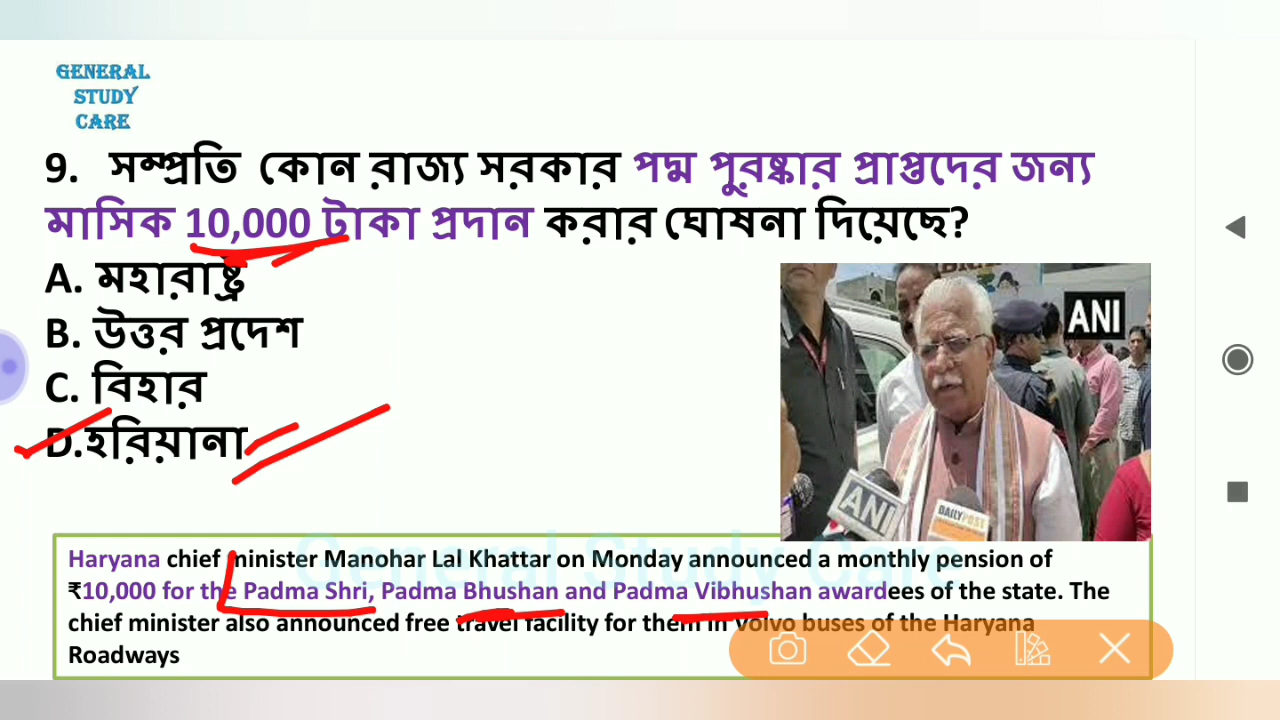 GENERAL
STUDY
CARE
9. সম্প্রতি কোন রাজ্য সরকার পদ্ম পুরষ্কার প্রাপ্তদের জন্য
মাসিক 10,000 টাকা প্রদান করার ঘোষনা দিয়েছে?
A. মহারাষ্ট্র
B. উত্তর প্রদেশ
C. বিহার
D.হরিয়ানা
ANI
ANI
DAILYPOST
General Study Care
Haryana chief minister Manohar Lal Khattar on Monday announced a monthly pension of
₹10,000 for the Padma Shri, Padma Bhushan and Padma Vibhushan awardees of the state. The
chief minister also announced free travel facility for them in Volvo buses of the Haryana
Roadways